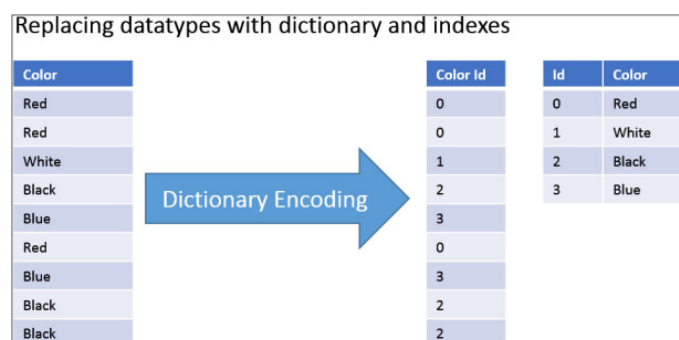 Replacing datatypes with dictionary and indexes
Color Color Id Id Color
Red 0 0 Red
Red 0 1 White
White 1 2 Black
Black 2 3 Blue
Dictionary Encoding
Blue 3
Red 0
Blue 3
Black 2
Black 2